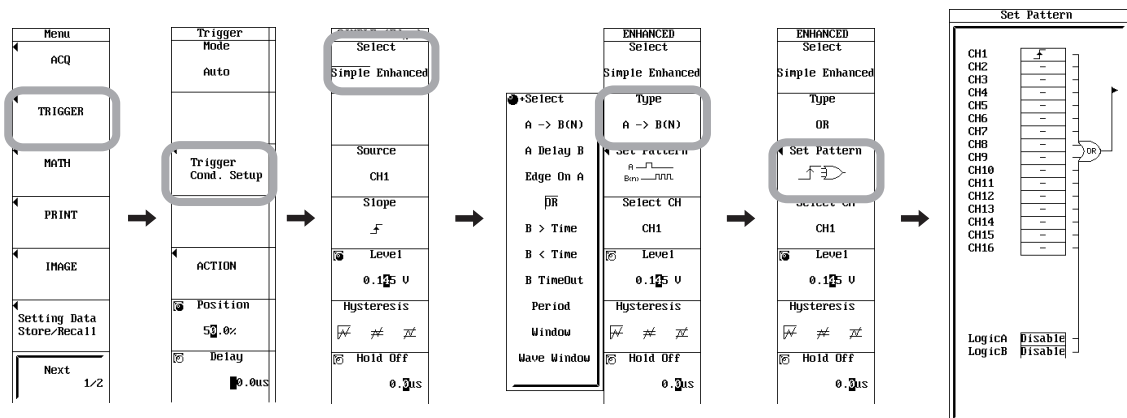 Menu
ACQ
TRIGGER
MATH
PRINT
IMAGE
Setting Data
Store/Recall
Next
1/2
Trigger
Mode
Auto
Trigger
Cond. Setup
ACTION
Position
50.0%
Delay
0.0us
Select
Simple Enhanced
Source
CH1
Slope
Level
0.145 V
Hysteresis
Hold Off
0.0us
Select
A -> B(N)
A Delay B
Edge On A
OR
B > Time
B < Time
B TimeOut
Period
Window
Wave Window
ENHANCED
Select
Simple Enhanced
Type
A -> B(N)
Set Pattern
A
B(n)
Select CH
CH1
Level
0.145 V
Hysteresis
Hold Off
0.0us
ENHANCED
Select
Simple Enhanced
Type
OR
Set Pattern
Select CH
CH1
Level
0.145 V
Hysteresis
Hold Off
0.0us
Set Pattern
CH1
CH2 -
CH3 -
CH4 -
CH5 -
CH6 -
CH7 -
CH8 -
CH9 -
CH10 -
CH11 -
CH12 -
CH13 -
CH14 -
CH15 -
CH16 -
OR
LogicA Disable
LogicB Disable